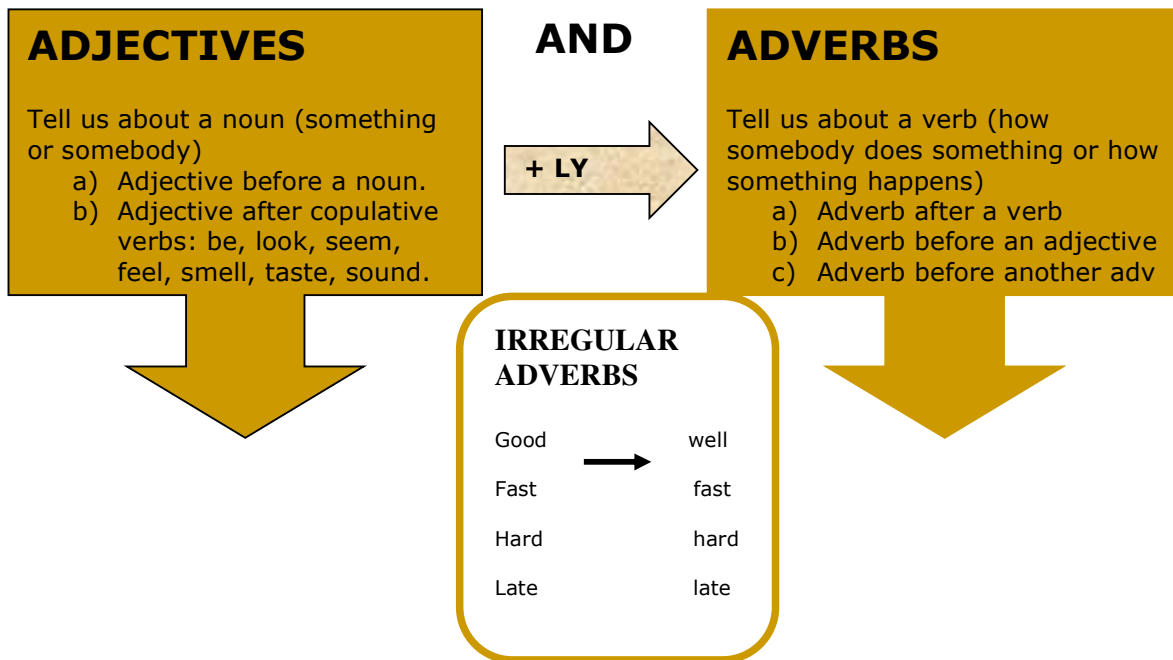 ADJECTIVES
Tell us about a noun (something
or somebody)
a) Adjective before a noun.
b) Adjective after copulative
verbs: be, look, seem,
feel, smell, taste, sound.
AND
+ LY
ADVERBS
Tell us about a verb (how
somebody does something or how
something happens)
a) Adverb after a verb
b) Adverb before an adjective
c) Adverb before another adv
IRREGULAR
ADVERBS
Good well
Fast fast
Hard hard
Late late